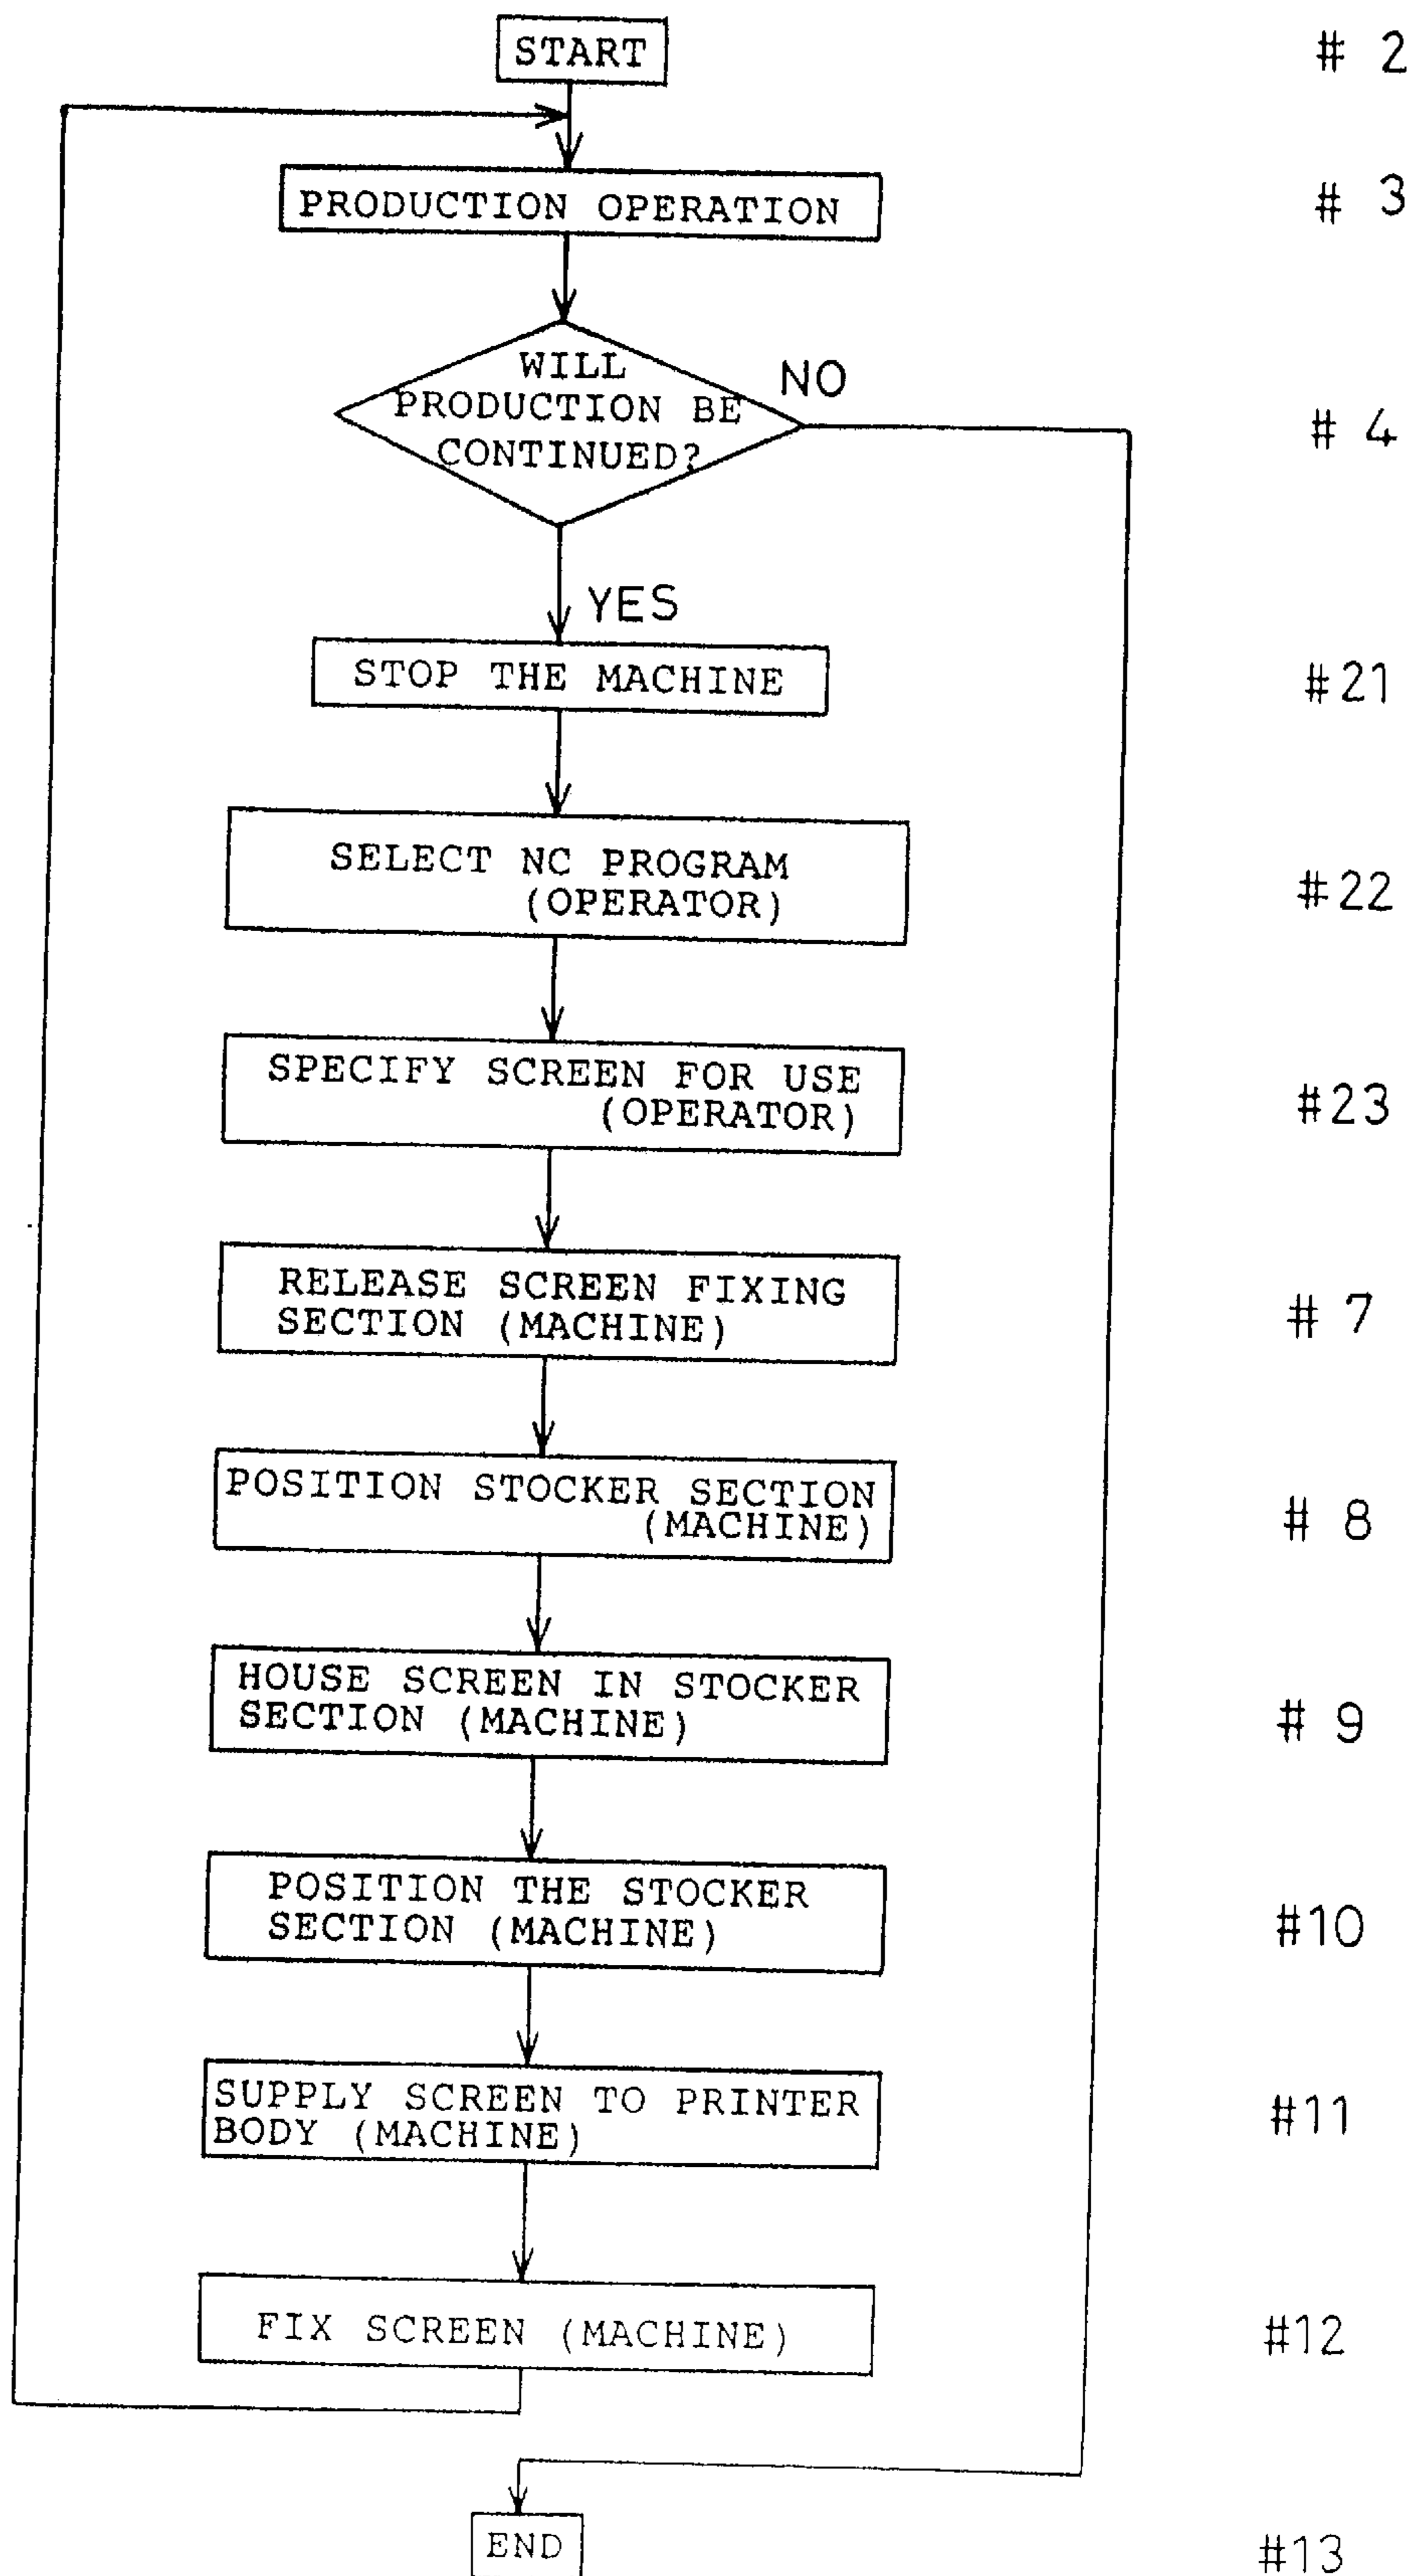 START
# 2
PRODUCTION OPERATION
# 3
WILL
PRODUCTION BE
CONTINUED?
NO
# 4
YES
STOP THE MACHINE
#21
SELECT NC PROGRAM
(OPERATOR)
#22
SPECIFY SCREEN FOR USE
(OPERATOR)
#23
RELEASE SCREEN FIXING
SECTION (MACHINE)
# 7
POSITION STOCKER SECTION
(MACHINE)
# 8
HOUSE SCREEN IN STOCKER
SECTION (MACHINE)
# 9
POSITION THE STOCKER
SECTION (MACHINE)
#10
SUPPLY SCREEN TO PRINTER
BODY (MACHINE)
#11
FIX SCREEN (MACHINE)
#12
END
#13